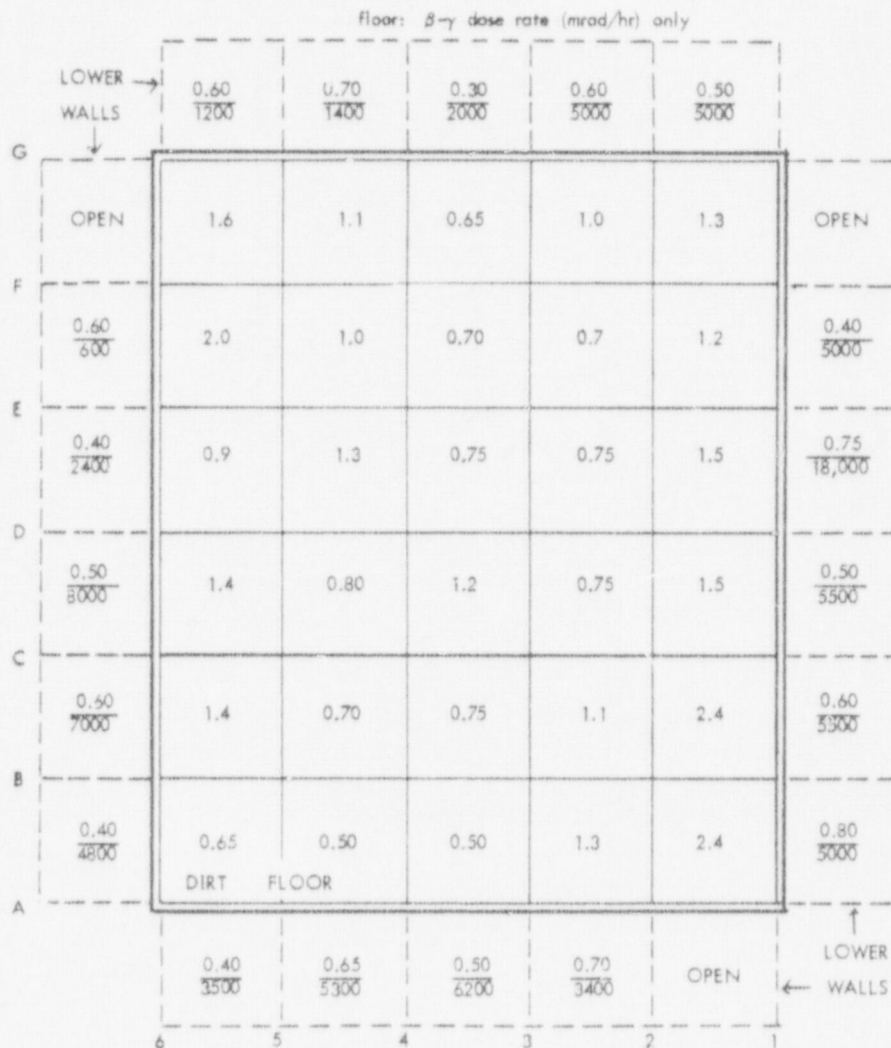 floor: β-γ dose rate (mrad/hr) only
LOWER
WALLS
0.60 0.70 0.30 0.60 0.50
1200 1400 2000 5000 5000
G
OPEN 1.6 1.1 0.65 1.0 1.3 OPEN
F
0.60 2.0 1.0 0.70 0.7 1.2 0.40
600 5000
E
0.40 0.9 1.3 0.75 0.75 1.5 0.75
2400 18,000
D
0.50 1.4 0.80 1.2 0.75 1.5 0.50
8000 5500
C
0.60 1.4 0.70 0.75 1.1 2.4 0.60
7000
B
0.40 0.65 0.50 0.50 1.3 2.4 0.80
4800 5000
DIRT FLOOR
A
0.40 0.65 0.50 0.70 OPEN
3500 5300 6200 3400
LOWER
WALLS
6 5 4 3 2 1